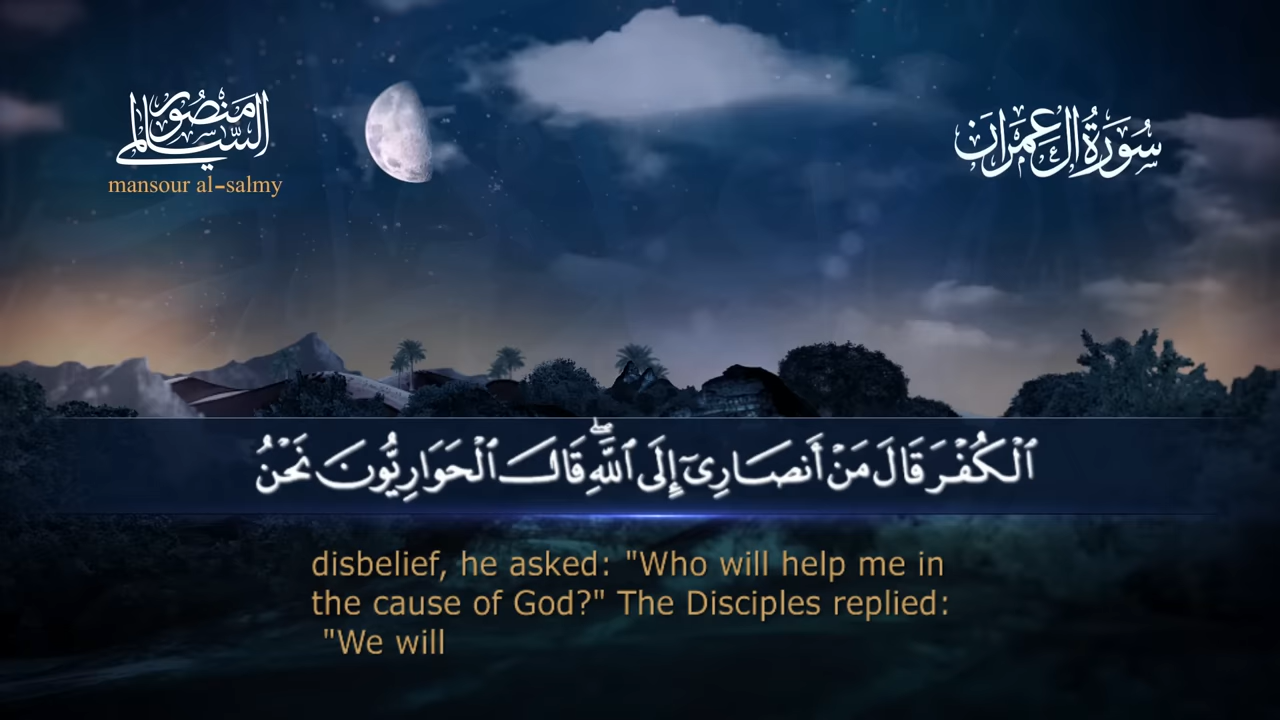 منصور
السالمي
mansour al-salmy
سُورَةُ آلِ عِمْرَانَ
ٱلْكُفْرَ قَالَ مَنْ أَنصَارِىٓ إِلَى ٱللَّهِۖ قَالَ ٱلْحَوَارِيُّونَ نَحْنُ
disbelief, he asked: "Who will help me in
the cause of God?" The Disciples replied:
"We will